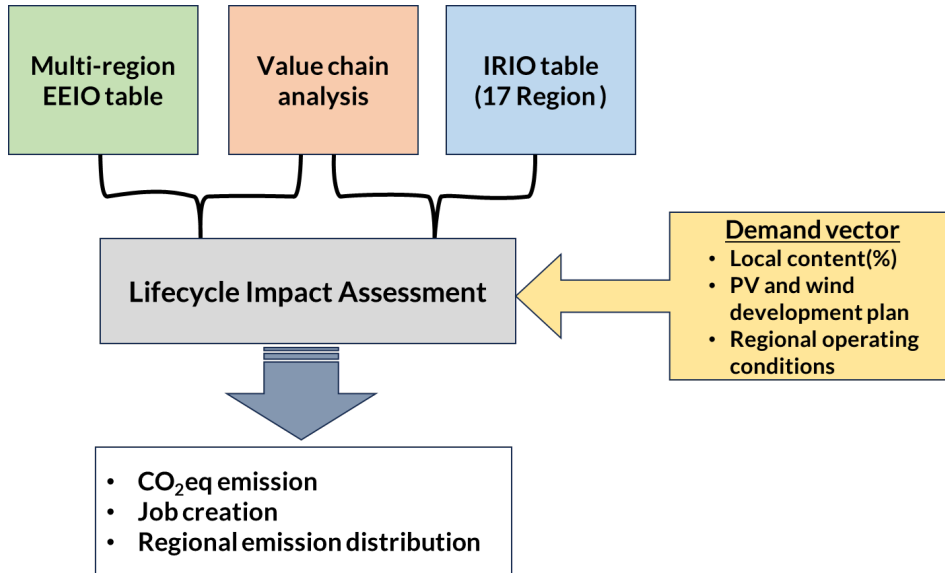 Multi-region
EEIO table
Value chain
analysis
IRIO table
(17 Region )
Lifecycle Impact Assessment
Demand vector
• Local content(%)
• PV and wind
development plan
• Regional operating
conditions
• CO₂eq emission
• Job creation
• Regional emission distribution